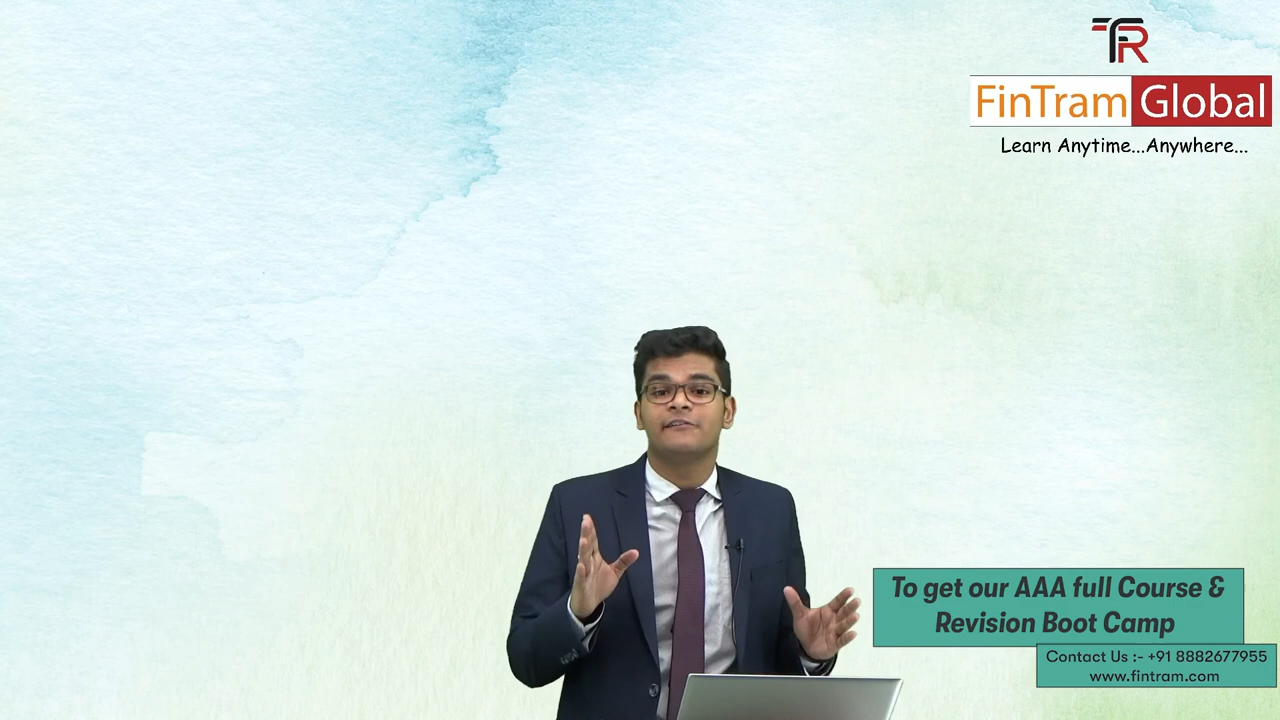 TR
FinTram Global
Learn Anytime...Anywhere...
To get our AAA full Course &
Revision Boot Camp
Contact Us :- +91 8882677955
www.fintram.com